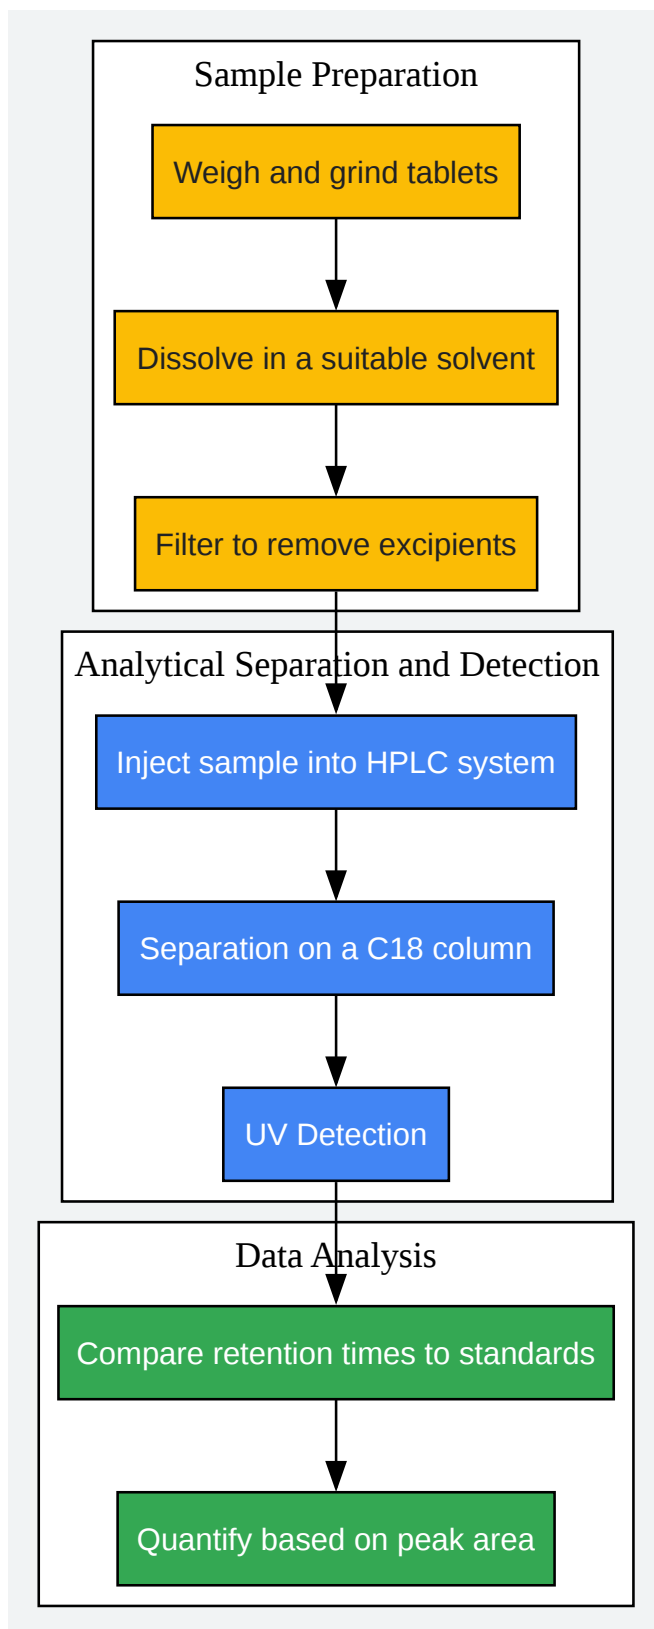 Sample Preparation
Weigh and grind tablets
Dissolve in a suitable solvent
Filter to remove excipients
Analytical Separation and Detection
Inject sample into HPLC system
Separation on a C18 column
UV Detection
Data Analysis
Compare retention times to standards
Quantify based on peak area